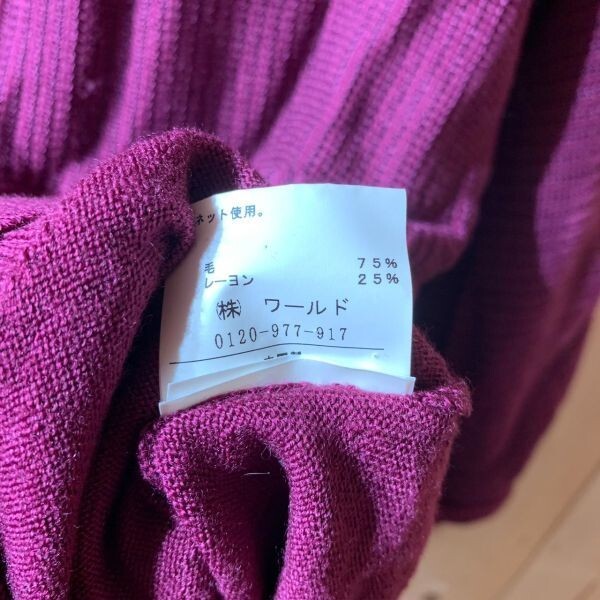 ネット使用。
毛 75%
レーヨン 25%
㈱ ワールド
0120-977-917